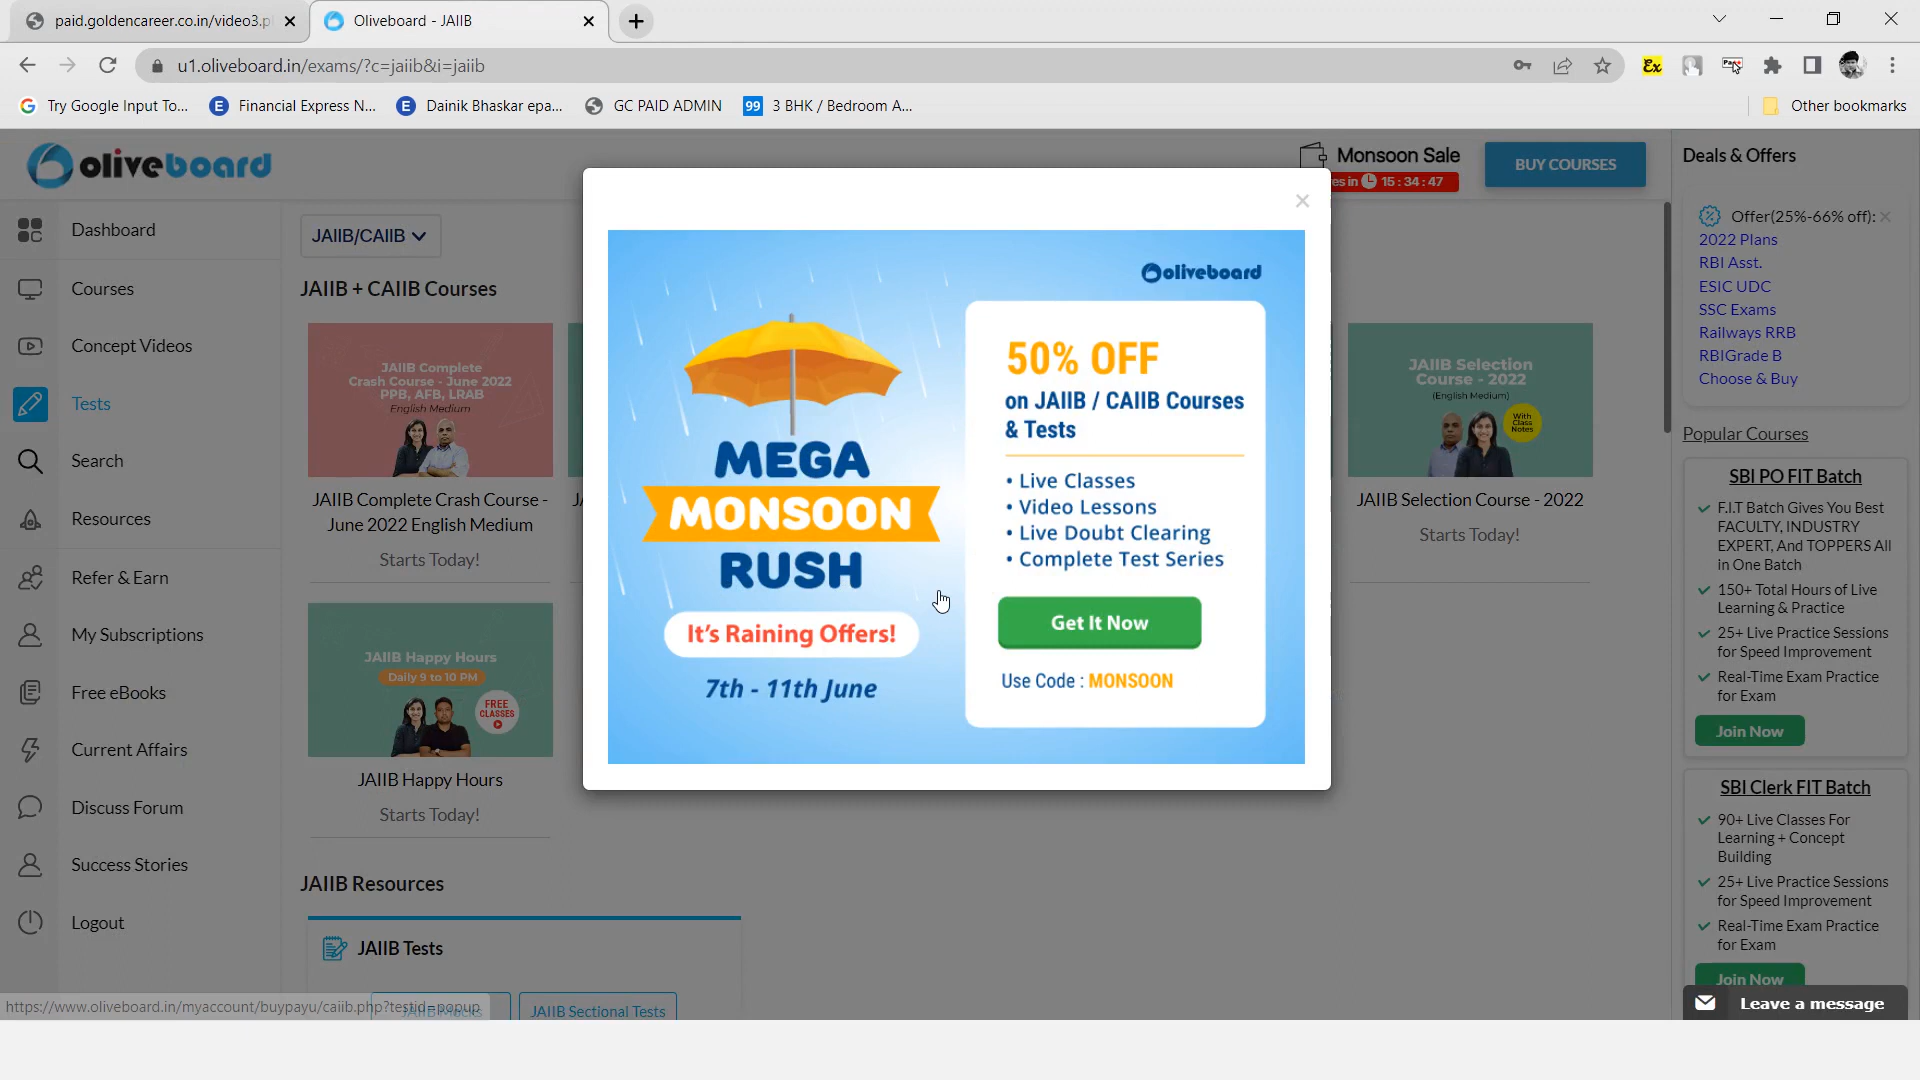 paid.goldencareer.co.in/video3.p
Oliveboard - JAIIB
u1.oliveboard.in/exams/?c=jaiib&i=jaiib
Try Google Input To...
Financial Express N...
Dainik Bhaskar epa...
GC PAID ADMIN
3 BHK / Bedroom A...
Other bookmarks
oliveboard
Monsoon Sale
es in 15 : 34 : 47
BUY COURSES
Dashboard
Courses
Concept Videos
Tests
Search
Resources
Refer & Earn
My Subscriptions
Free eBooks
Current Affairs
Discuss Forum
Success Stories
Logout
JAIIB/CAIIB
JAIIB + CAIIB Courses
JAIIB Complete
Crash Course - June 2022
PPB, AFB, LRAB
English Medium
JAIIB Complete Crash Course -
June 2022 English Medium
Starts Today!
JAIIB Happy Hours
Daily 9 to 10 PM
FREE
CLASSES
JAIIB Happy Hours
Starts Today!
JAIIB Resources
JAIIB Tests
JAIIB Mocks
JAIIB Sectional Tests
oliveboard
MEGA
MONSOON
RUSH
It's Raining Offers!
7th - 11th June
50% OFF
on JAIIB / CAIIB Courses
& Tests
• Live Classes
• Video Lessons
• Live Doubt Clearing
• Complete Test Series
Get It Now
Use Code : MONSOON
JAIIB Selection
Course - 2022
(English Medium)
With
Class
Notes
JAIIB Selection Course - 2022
Starts Today!
Deals & Offers
Offer(25%-66% off):
2022 Plans
RBI Asst.
ESIC UDC
SSC Exams
Railways RRB
RBIGrade B
Choose & Buy
Popular Courses
SBI PO FIT Batch
F.I.T Batch Gives You Best
FACULTY, INDUSTRY
EXPERT, And TOPPERS All
in One Batch
150+ Total Hours of Live
Learning & Practice
25+ Live Practice Sessions
for Speed Improvement
Real-Time Exam Practice
for Exam
Join Now
SBI Clerk FIT Batch
90+ Live Classes For
Learning + Concept
Building
25+ Live Practice Sessions
for Speed Improvement
Real-Time Exam Practice
for Exam
Join Now
Leave a message
https://www.oliveboard.in/myaccount/buypayu/caiib.php?testid=popup